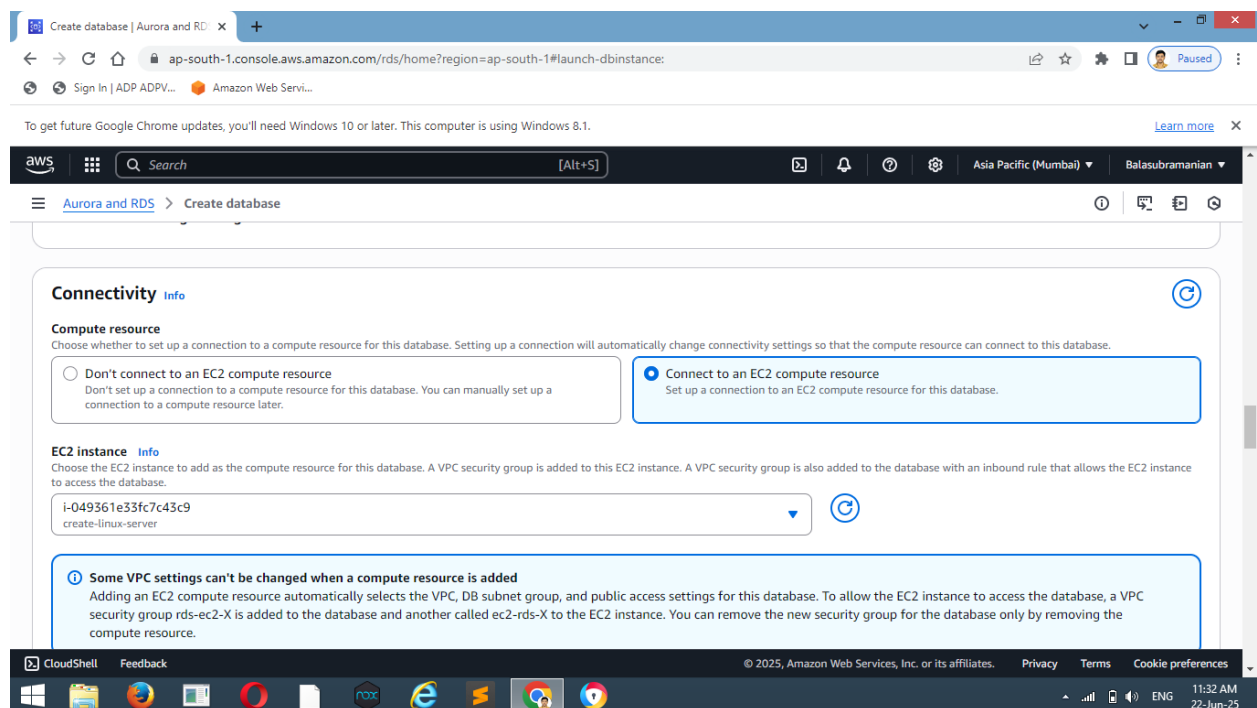 Create database | Aurora and RD
ap-south-1.console.aws.amazon.com/rds/home?region=ap-south-1#launch-dbinstance:
Paused
Sign In | ADP ADPV...
Amazon Web Servi...
To get future Google Chrome updates, you'll need Windows 10 or later. This computer is using Windows 8.1.
Learn more
aws
Search
[Alt+S]
Asia Pacific (Mumbai)
Balasubramanian
Aurora and RDS > Create database
Connectivity Info
Compute resource
Choose whether to set up a connection to a compute resource for this database. Setting up a connection will automatically change connectivity settings so that the compute resource can connect to this database.
Don't connect to an EC2 compute resource
Don't set up a connection to a compute resource for this database. You can manually set up a
connection to a compute resource later.
Connect to an EC2 compute resource
Set up a connection to an EC2 compute resource for this database.
EC2 instance Info
Choose the EC2 instance to add as the compute resource for this database. A VPC security group is added to this EC2 instance. A VPC security group is also added to the database with an inbound rule that allows the EC2 instance
to access the database.
i-049361e33fc7c43c9
create-linux-server
Some VPC settings can't be changed when a compute resource is added
Adding an EC2 compute resource automatically selects the VPC, DB subnet group, and public access settings for this database. To allow the EC2 instance to access the database, a VPC
security group rds-ec2-X is added to the database and another called ec2-rds-X to the EC2 instance. You can remove the new security group for the database only by removing the
compute resource.
CloudShell
Feedback
© 2025, Amazon Web Services, Inc. or its affiliates.
Privacy
Terms
Cookie preferences
nox
ENG
11:32 AM
22-Jun-25